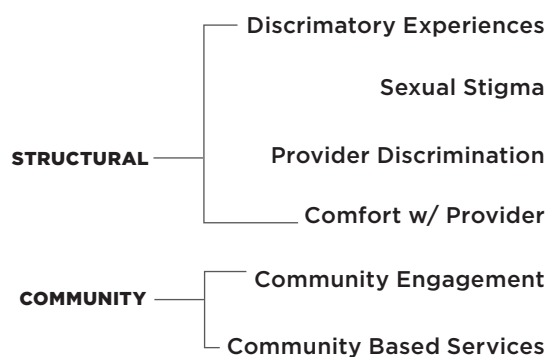 Discrimatory Experiences
Sexual Stigma
STRUCTURAL
Provider Discrimination
Comfort w/ Provider
Community Engagement
COMMUNITY
Community Based Services